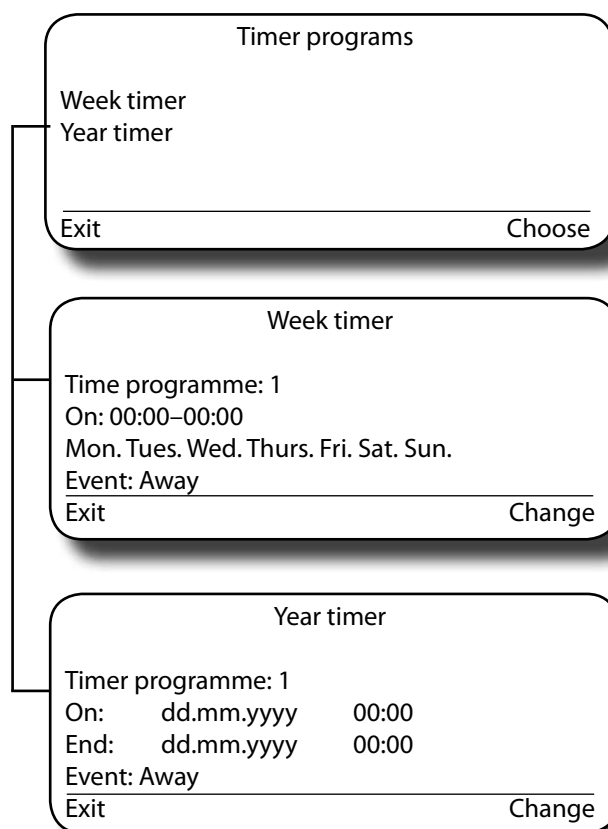 Timer programs
Week timer
Year timer
Exit Choose
Week timer
Time programme: 1
On: 00:00–00:00
Mon. Tues. Wed. Thurs. Fri. Sat. Sun.
Event: Away
Exit Change
Year timer
Timer programme: 1
On: dd.mm.yyyy 00:00
End: dd.mm.yyyy 00:00
Event: Away
Exit Change